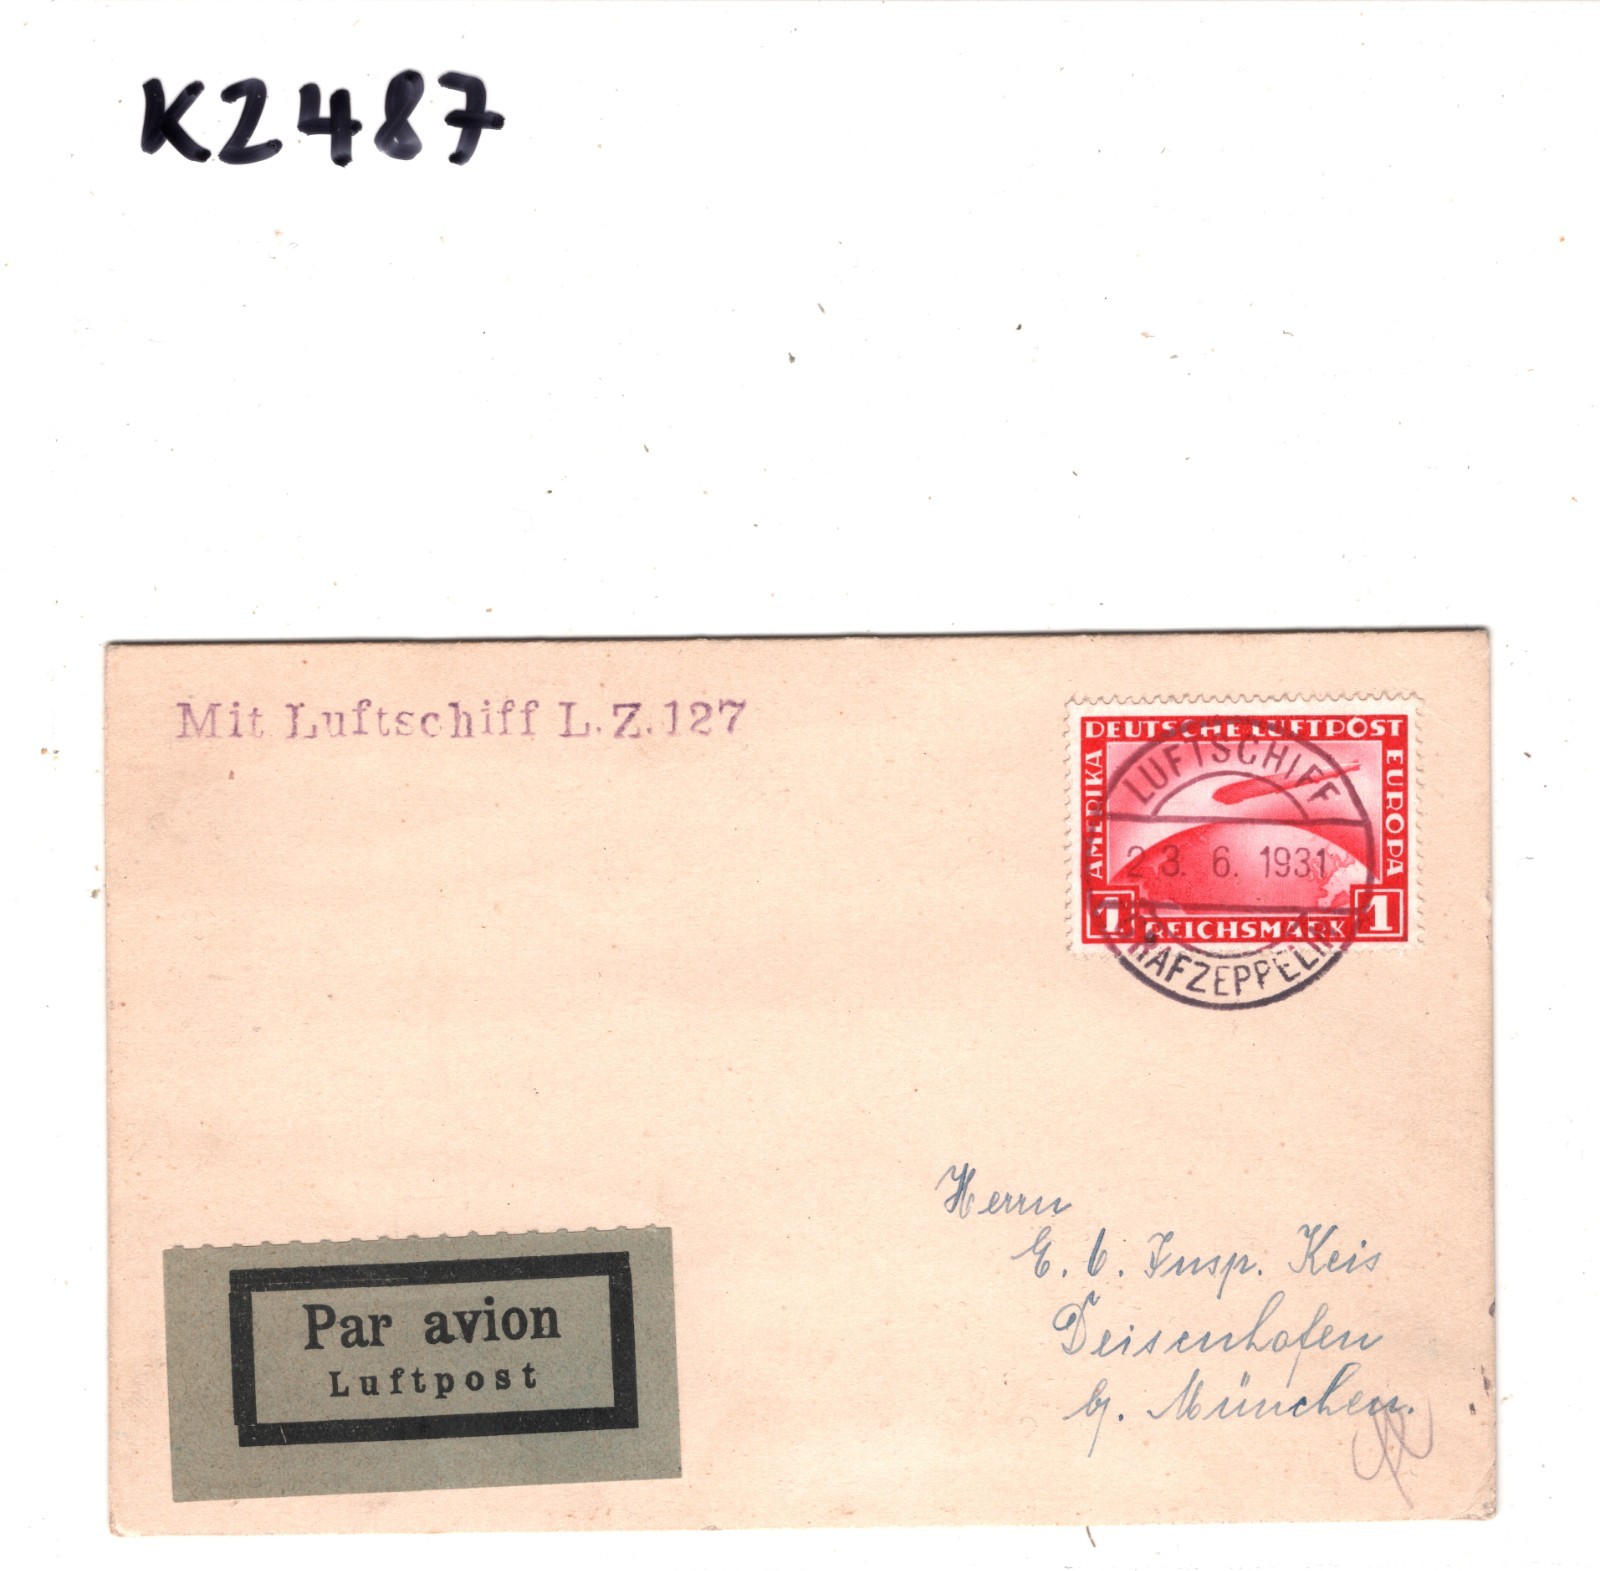 K2487
Mit Luftschiff L.Z.127
DEUTSCHE LUFTPOST
AMERIKA
EUROPA
1 REICHSMARK 1
LUFTSCHIFF
23. 6. 1931
GRAFZEPPELIN
Herrn
Insp. Keis
Deisenhofen
b. München.
Par avion
Luftpost